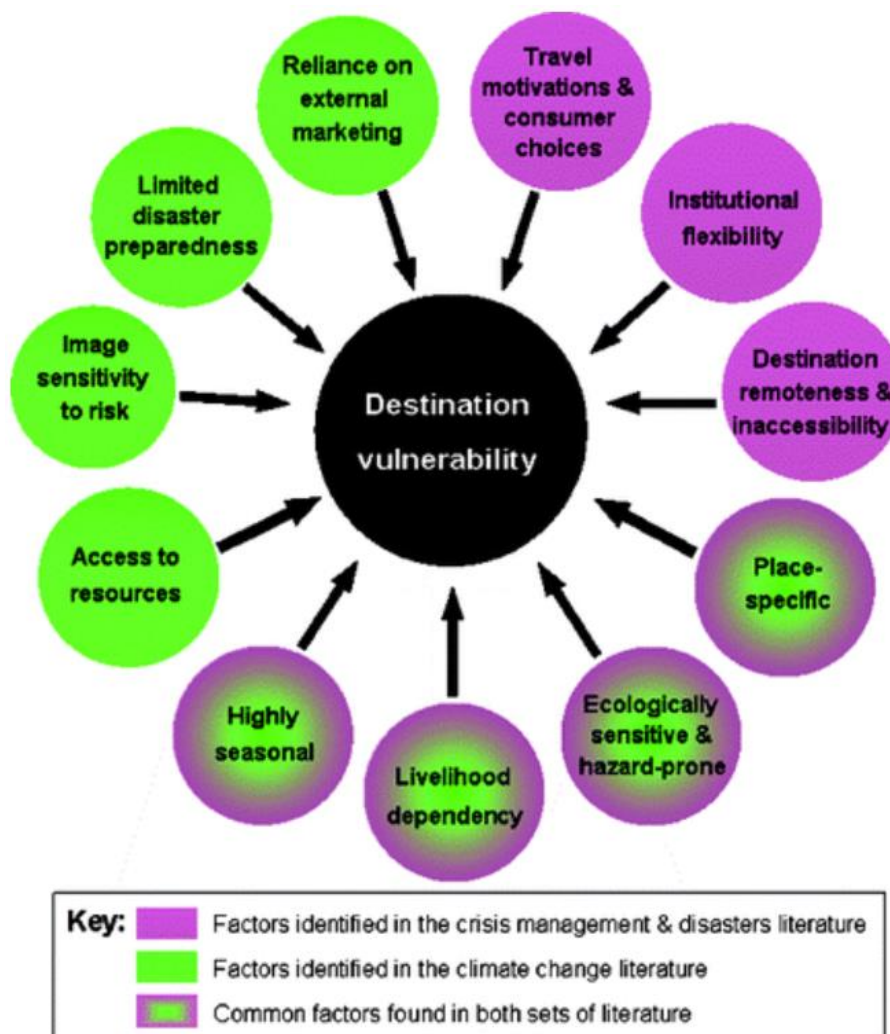 Reliance on
external
marketing
Travel
motivations &
consumer
choices
Limited
disaster
preparedness
Institutional
flexibility
Image
sensitivity
to risk
Destination
vulnerability
Destination
remoteness &
inaccessibility
Access to
resources
Place-
specific
Highly
seasonal
Livelihood
dependency
Ecologically
sensitive &
hazard-prone
Key:
Factors identified in the crisis management & disasters literature
Factors identified in the climate change literature
Common factors found in both sets of literature